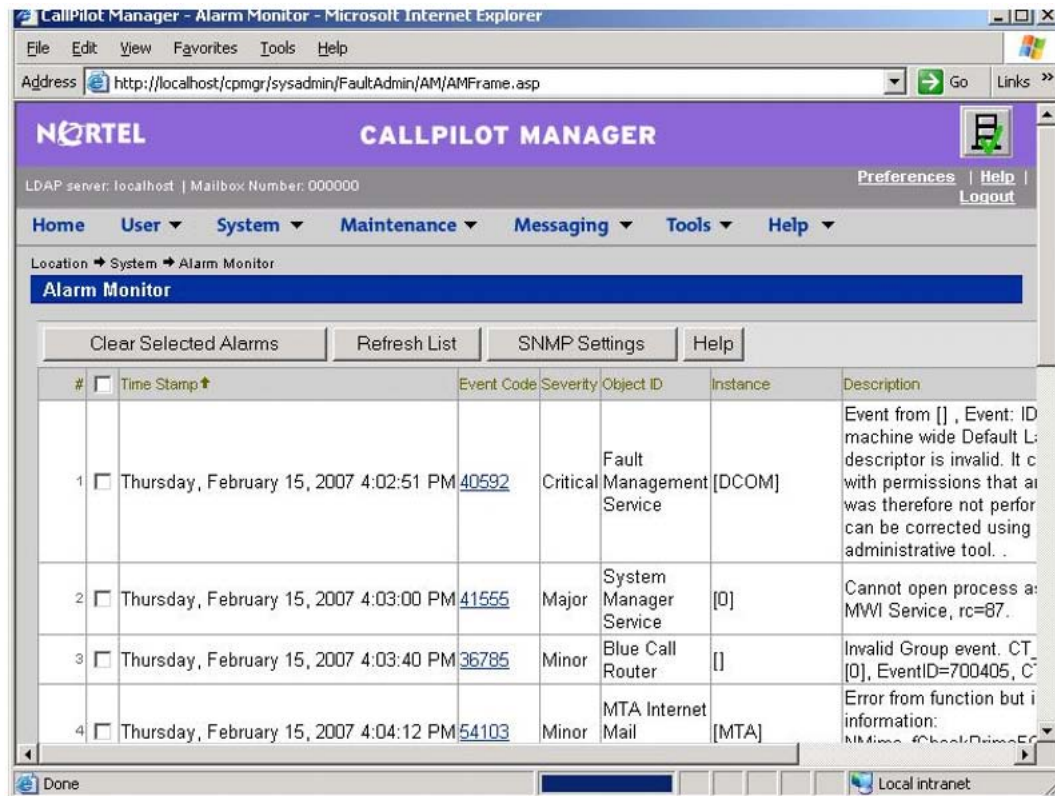 CallPilot Manager - Alarm Monitor - Microsoft Internet Explorer
File Edit View Favorites Tools Help
Address http://localhost/cpmgr/sysadmin/FaultAdmin/AM/AMFrame.asp Go Links »
NORTEL CALLPILOT MANAGER
LDAP server: localhost | Mailbox Number: 000000 Preferences | Help |
Logout
Home User System Maintenance Messaging Tools Help
Location System Alarm Monitor
Alarm Monitor
Clear Selected Alarms Refresh List SNMP Settings Help
# Time Stamp Event Code Severity Object ID Instance Description
1 Thursday, February 15, 2007 4:02:51 PM 40592 Critical
Fault
Management
Service
[DCOM]
Event from [] , Event: ID
machine wide Default
descriptor is invalid. It
with permissions that
was therefore not
can be corrected using
administrative tool. .
2 Thursday, February 15, 2007 4:03:00 PM 41555 Major
System
Manager
Service
[0]
Cannot open process
MWI Service, rc=87.
3 Thursday, February 15, 2007 4:03:40 PM 36785 Minor
Blue Call
Router
[]
Invalid Group event. CT_
[0], EventID=700405,
4 Thursday, February 15, 2007 4:04:12 PM 54103 Minor
MTA Internet
Mail
[MTA]
Error from function but
information:
Done Local intranet